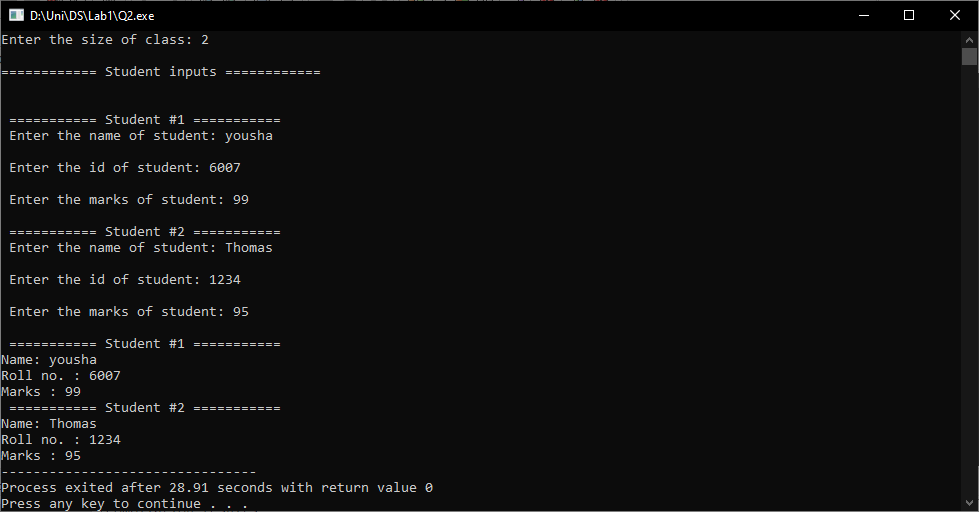 D:\Uni\DS\Lab1\Q2.exe
Enter the size of class: 2
============ Student inputs ============
=========== Student #1 ===========
Enter the name of student: yousha
Enter the id of student: 6007
Enter the marks of student: 99
=========== Student #2 ===========
Enter the name of student: Thomas
Enter the id of student: 1234
Enter the marks of student: 95
=========== Student #1 ===========
Name: yousha
Roll no. : 6007
Marks : 99
=========== Student #2 ===========
Name: Thomas
Roll no. : 1234
Marks : 95
--------------------------------
Process exited after 28.91 seconds with return value 0
Press any key to continue . . .